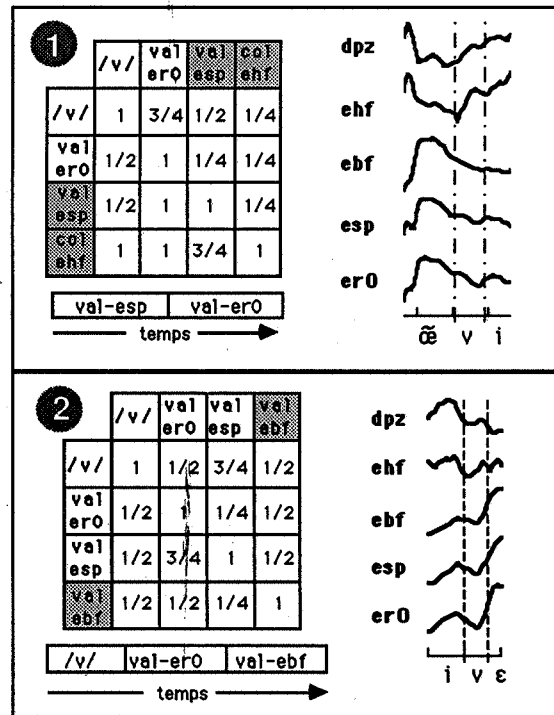 1
/v/ val er0 val esp col ehf
/v/ 1 3/4 1/2 1/4
val er0 1/2 1 1/4 1/4
val esp 1/2 1 1 1/4
col ehf 1 1 3/4 1
val-esp val-er0
temps
dpz
ehf
ebf
esp
er0
œ̃ v i
2
/v/ val er0 val esp val ebf
/v/ 1 1/2 3/4 1/2
val er0 1/2 1 1/4 1/2
val esp 1/2 3/4 1 1/2
val ebf 1/2 1/2 1/4 1
/v/ val-er0 val-ebf
temps
dpz
ehf
ebf
esp
er0
i v ε